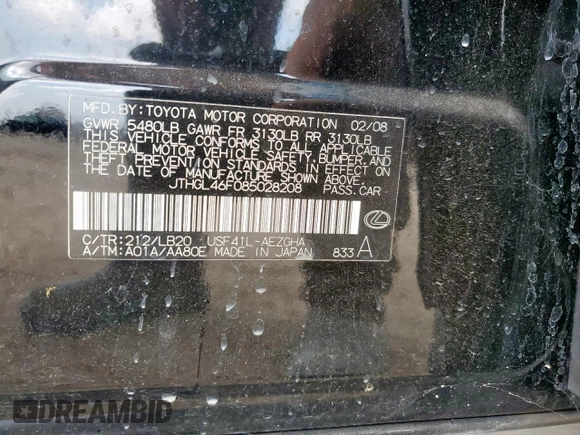 MFD. BY: TOYOTA MOTOR CORPORATION 02/08
GVWR 5480LB GAWR FR 3130LB RR 3130LB
THIS VEHICLE CONFORMS TO ALL APPLICABLE
FEDERAL MOTOR VEHICLE SAFETY, BUMPER, AND
THEFT PREVENTION STANDARDS IN EFFECT ON
THE DATE OF MANUFACTURE SHOWN ABOVE.
JTHGL46F085028208 PASS.CAR
C/TR:212/LB20 USF41L-AEZGHA
A/TM:A01A/AA80E MADE IN JAPAN 833 A
DREAMBID